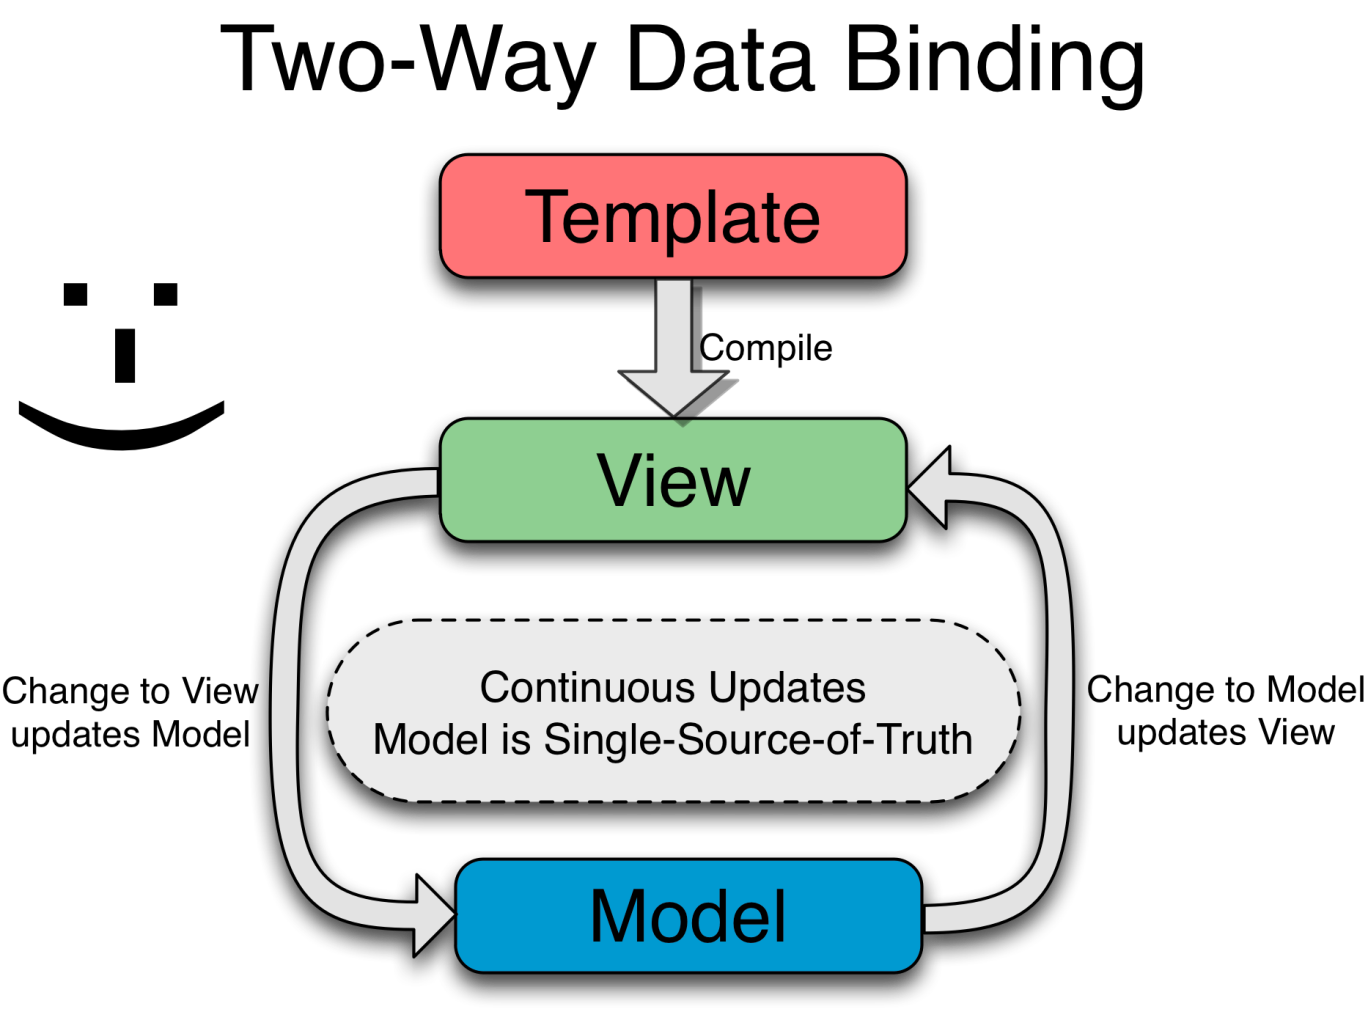 Two-Way Data Binding
Template
Compile
View
Change to View
updates Model
Continuous Updates
Model is Single-Source-of-Truth
Change to Model
updates View
Model